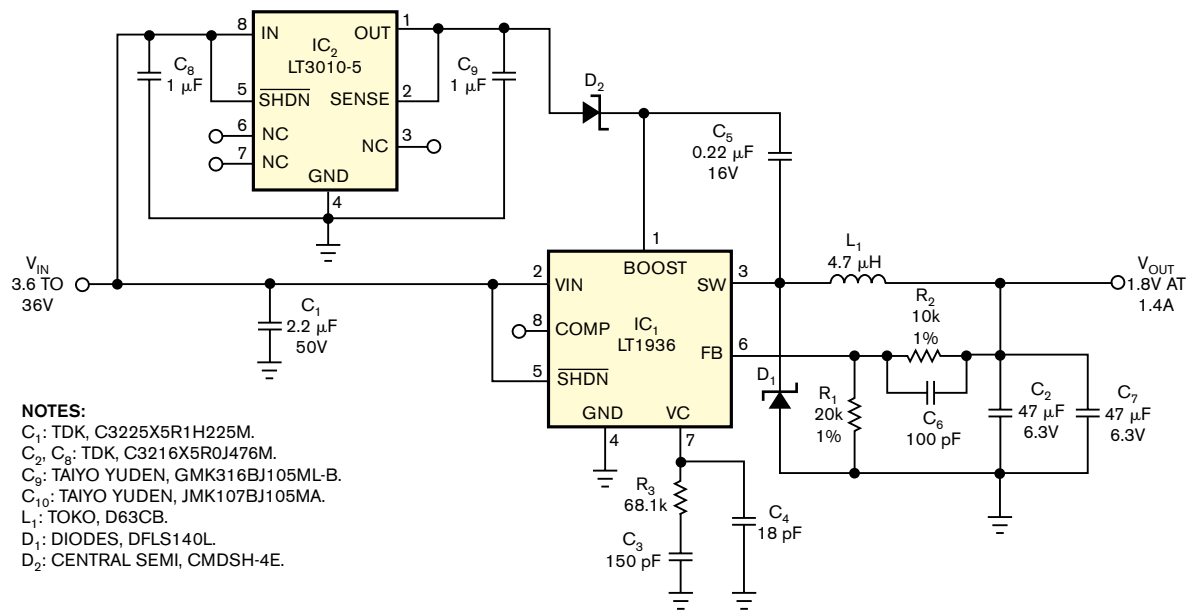 8
IN
OUT
1
IC2
LT3010-5
C8
1 µF
C9
1 µF
5
SHDN
SENSE
2
6
NC
7
NC
NC
3
GND
4
D2
C5
0.22 µF
16V
1
VIN
3.6 TO
36V
C1
2.2 µF
50V
2
VIN
BOOST
SW
3
8
COMP
IC1
LT1936
FB
6
5
SHDN
GND
VC
4
7
L1
4.7 µH
VOUT
1.8V AT
1.4A
R2
10k
1%
D1
R1
20k
1%
C6
100 pF
C2
47 µF
6.3V
C7
47 µF
6.3V
R3
68.1k
C3
150 pF
C4
18 pF
NOTES:
C1: TDK, C3225X5R1H225M.
C2, C8: TDK, C3216X5R0J476M.
C9: TAIYO YUDEN, GMK316BJ105ML-B.
C10: TAIYO YUDEN, JMK107BJ105MA.
L1: TOKO, D63CB.
D1: DIODES, DFLS140L.
D2: CENTRAL SEMI, CMDSH-4E.